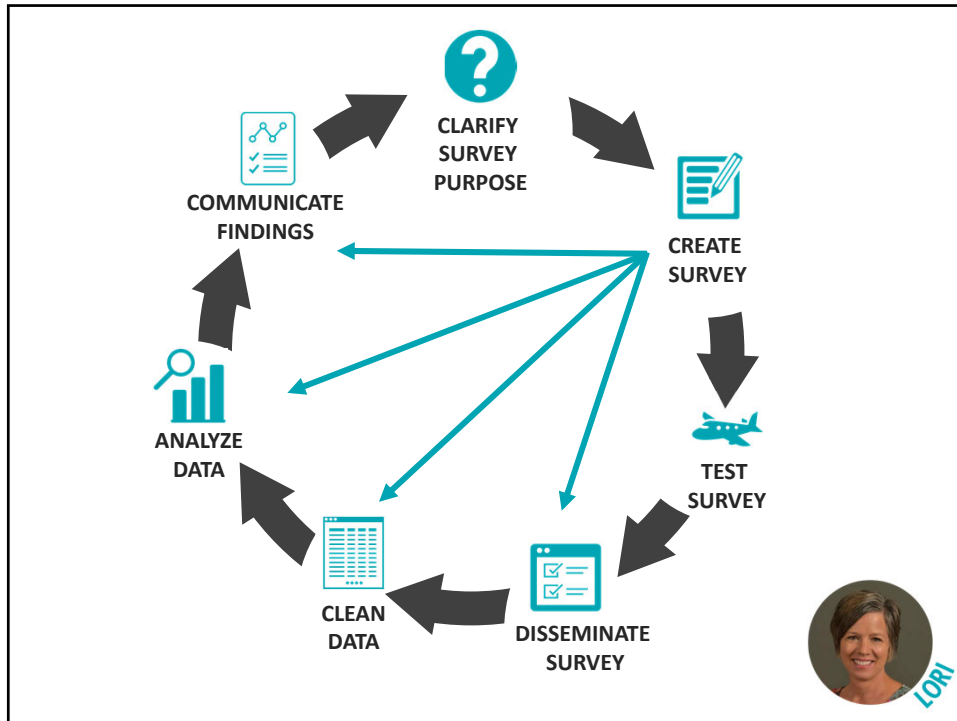 CLARIFY
SURVEY
PURPOSE
CREATE
SURVEY
TEST
SURVEY
DISSEMINATE
SURVEY
CLEAN
DATA
ANALYZE
DATA
COMMUNICATE
FINDINGS
LORI